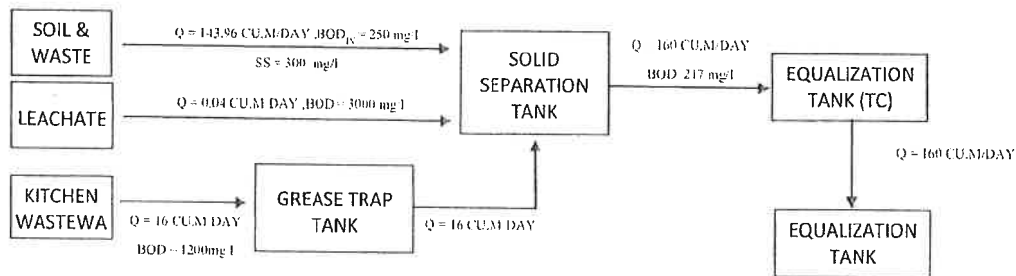 SOIL &
WASTE
Q = 143.96 CU.M/DAY ,BOD IN = 250 mg/l
SS = 300 mg/l
LEACHATE
Q = 0.04 CU.M DAY ,BOD = 3000 mg l
KITCHEN
WASTEWA
Q = 16 CU.M DAY
BOD = 1200mg l
GREASE TRAP
TANK
Q = 16 CU.M DAY
SOLID
SEPARATION
TANK
Q 160 CU.M/DAY
BOD 217 mg/l
EQUALIZATION
TANK (TC)
Q = 160 CU.M/DAY
EQUALIZATION
TANK